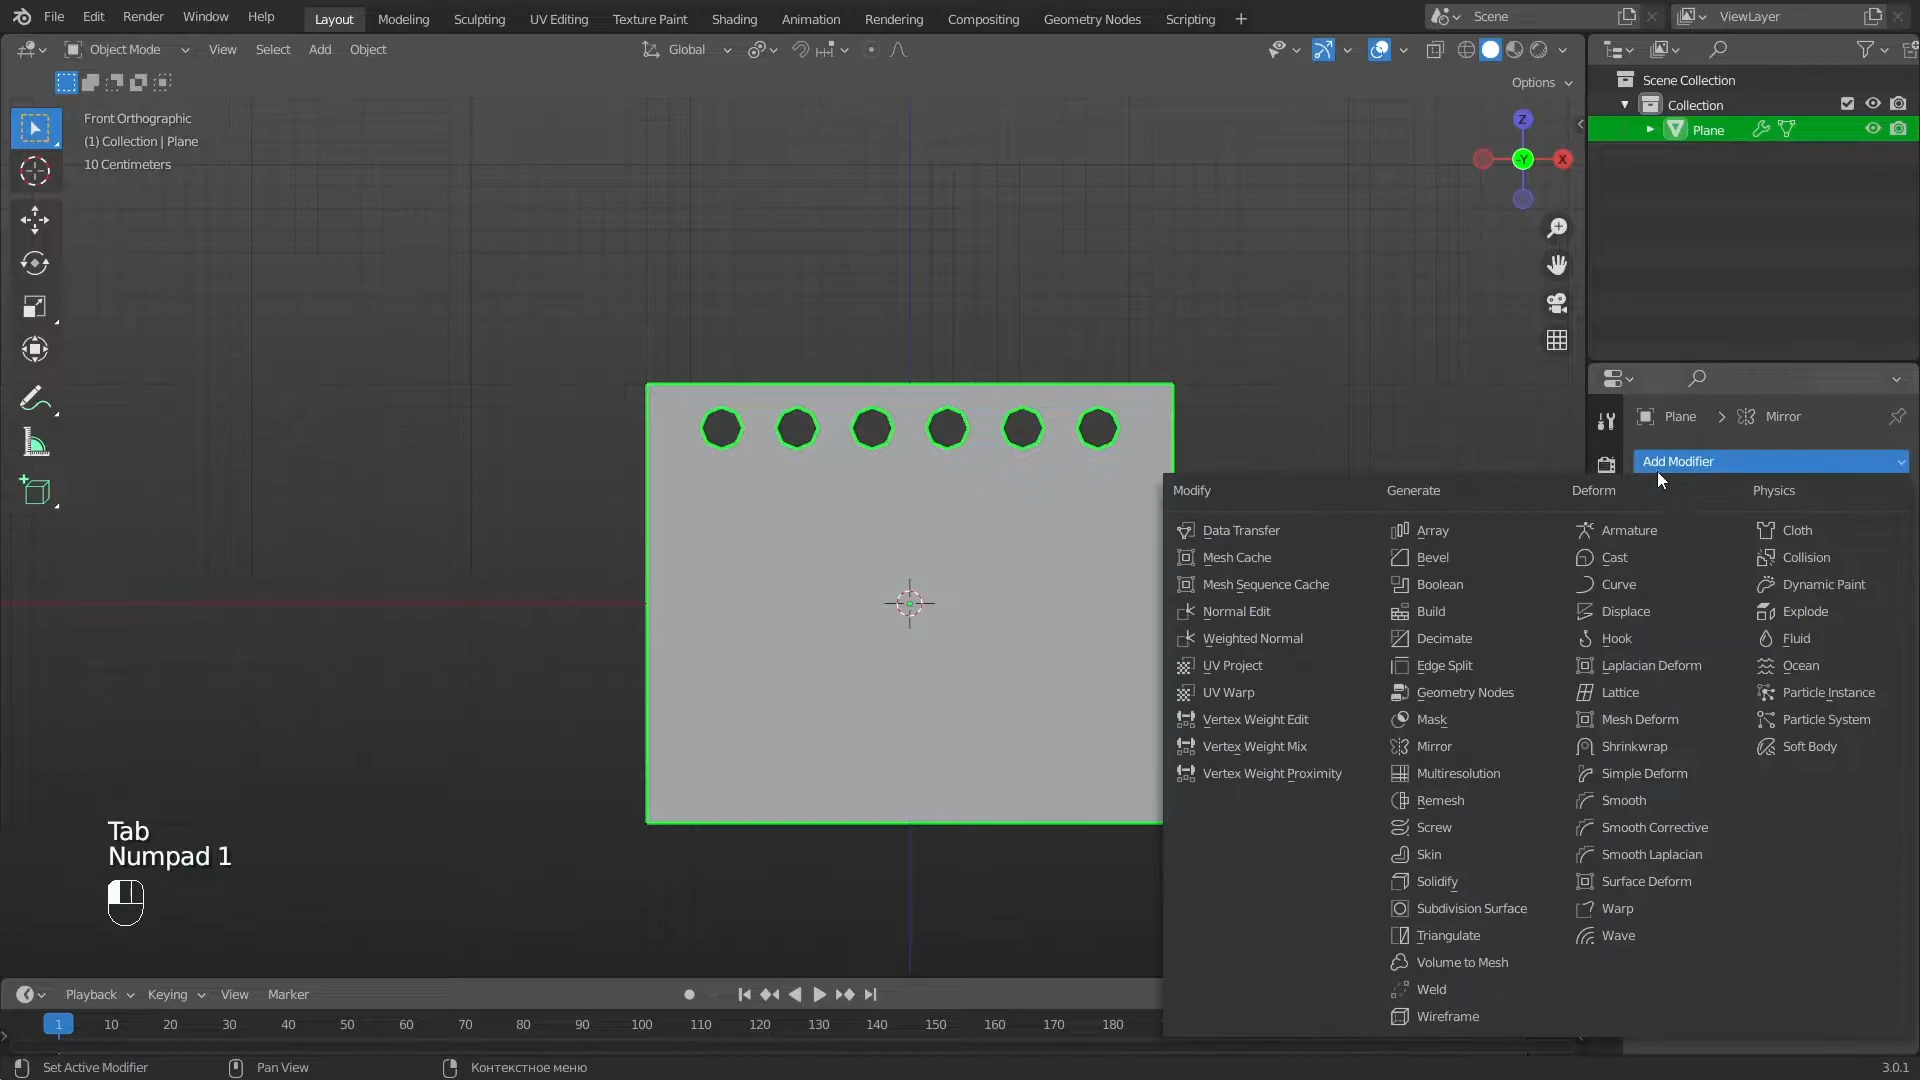 File Edit Render Window Help Layout Modeling Sculpting UV Editing Texture Paint Shading Animation Rendering Compositing Geometry Nodes Scripting + Scene ViewLayer
Object Mode View Select Add Object Global
Options
Front Orthographic
(1) Collection | Plane
10 Centimeters
Z
-Y
X
Scene Collection
Collection
Plane
Plane > Mirror
Add Modifier
Modify Generate Deform Physics
Data Transfer Array Armature Cloth
Mesh Cache Bevel Cast Collision
Mesh Sequence Cache Boolean Curve Dynamic Paint
Normal Edit Build Displace Explode
Weighted Normal Decimate Hook Fluid
UV Project Edge Split Laplacian Deform Ocean
UV Warp Geometry Nodes Lattice Particle Instance
Vertex Weight Edit Mask Mesh Deform Particle System
Vertex Weight Mix Mirror Shrinkwrap Soft Body
Vertex Weight Proximity Multiresolution Simple Deform
Remesh Smooth
Screw Smooth Corrective
Skin Smooth Laplacian
Solidify Surface Deform
Subdivision Surface Warp
Triangulate Wave
Volume to Mesh
Weld
Wireframe
Tab
Numpad 1
Playback Keying View Marker
1 10 20 30 40 50 60 70 80 90 100 110 120 130 140 150 160 170 180
Set Active Modifier Pan View Контекстное меню 3.0.1